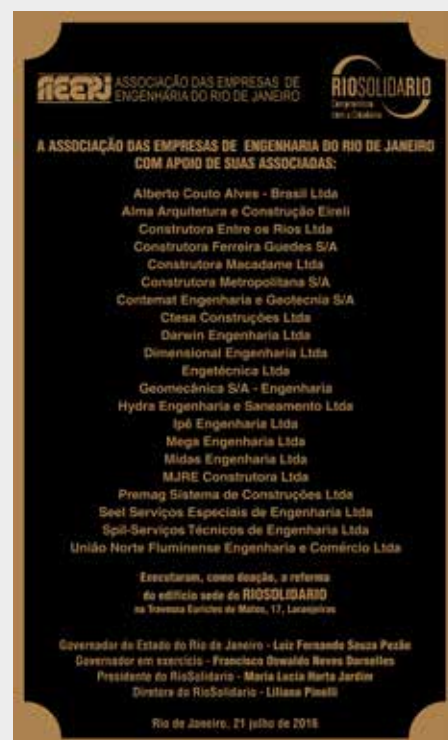 AEERJ ASSOCIAÇÃO DAS EMPRESAS DE
ENGENHARIA DO RIO DE JANEIRO
RIOSOLIDARIO
Compromisso
com a Cidadania
A ASSOCIAÇÃO DAS EMPRESAS DE ENGENHARIA DO RIO DE JANEIRO
COM APOIO DE SUAS ASSOCIADAS:
Alberto Couto Alves - Brasil Ltda
Alma Arquitetura e Construção Eireli
Construtora Entre os Rios Ltda
Construtora Ferreira Guedes S/A
Construtora Macadame Ltda
Construtora Metropolitana S/A
Contemat Engenharia e Geotecnia S/A
Ctesa Construções Ltda
Darwin Engenharia Ltda
Dimensional Engenharia Ltda
Engetécnica Ltda
Geomecânica S/A - Engenharia
Hydra Engenharia e Saneamento Ltda
Ipê Engenharia Ltda
Mega Engenharia Ltda
Midas Engenharia Ltda
MJRE Construtora Ltda
Premag Sistema de Construções Ltda
Seel Serviços Especiais de Engenharia Ltda
Spil-Serviços Técnicos de Engenharia Ltda
União Norte Fluminense Engenharia e Comércio Ltda
Executaram, como doação, a reforma
do edifício sede do RIOSOLIDARIO
na Travessa Euricles de Matos, 17, Laranjeiras
Governador do Estado do Rio de Janeiro - Luiz Fernando Souza Pezão
Governador em exercício - Francisco Oswaldo Neves Dornelles
Presidente do RioSolidario - Maria Lucia Horta Jardim
Diretora do RioSolidario - Liliana Pinelli
Rio de Janeiro, 21 julho de 2016